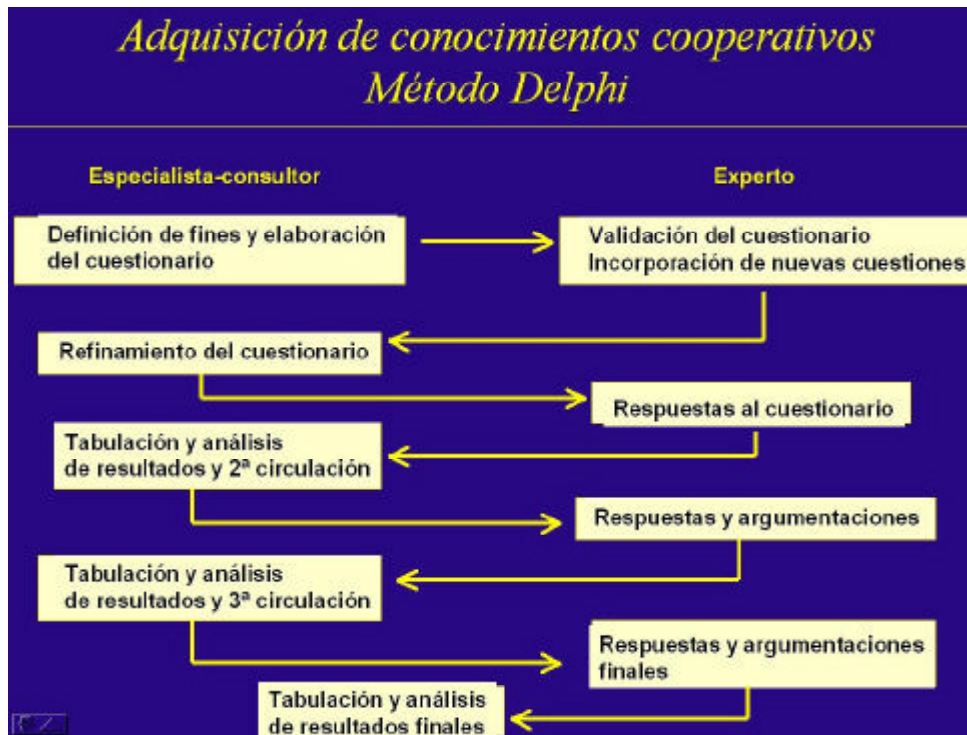 Adquisición de conocimientos cooperativos
Método Delphi
Especialista-consultor
Experto
Definición de fines y elaboración
del cuestionario
Validación del cuestionario
Incorporación de nuevas cuestiones
Refinamiento del cuestionario
Respuestas al cuestionario
Tabulación y análisis
de resultados y 2ª circulación
Respuestas y argumentaciones
Tabulación y análisis
de resultados y 3ª circulación
Respuestas y argumentaciones
finales
Tabulación y análisis
de resultados finales